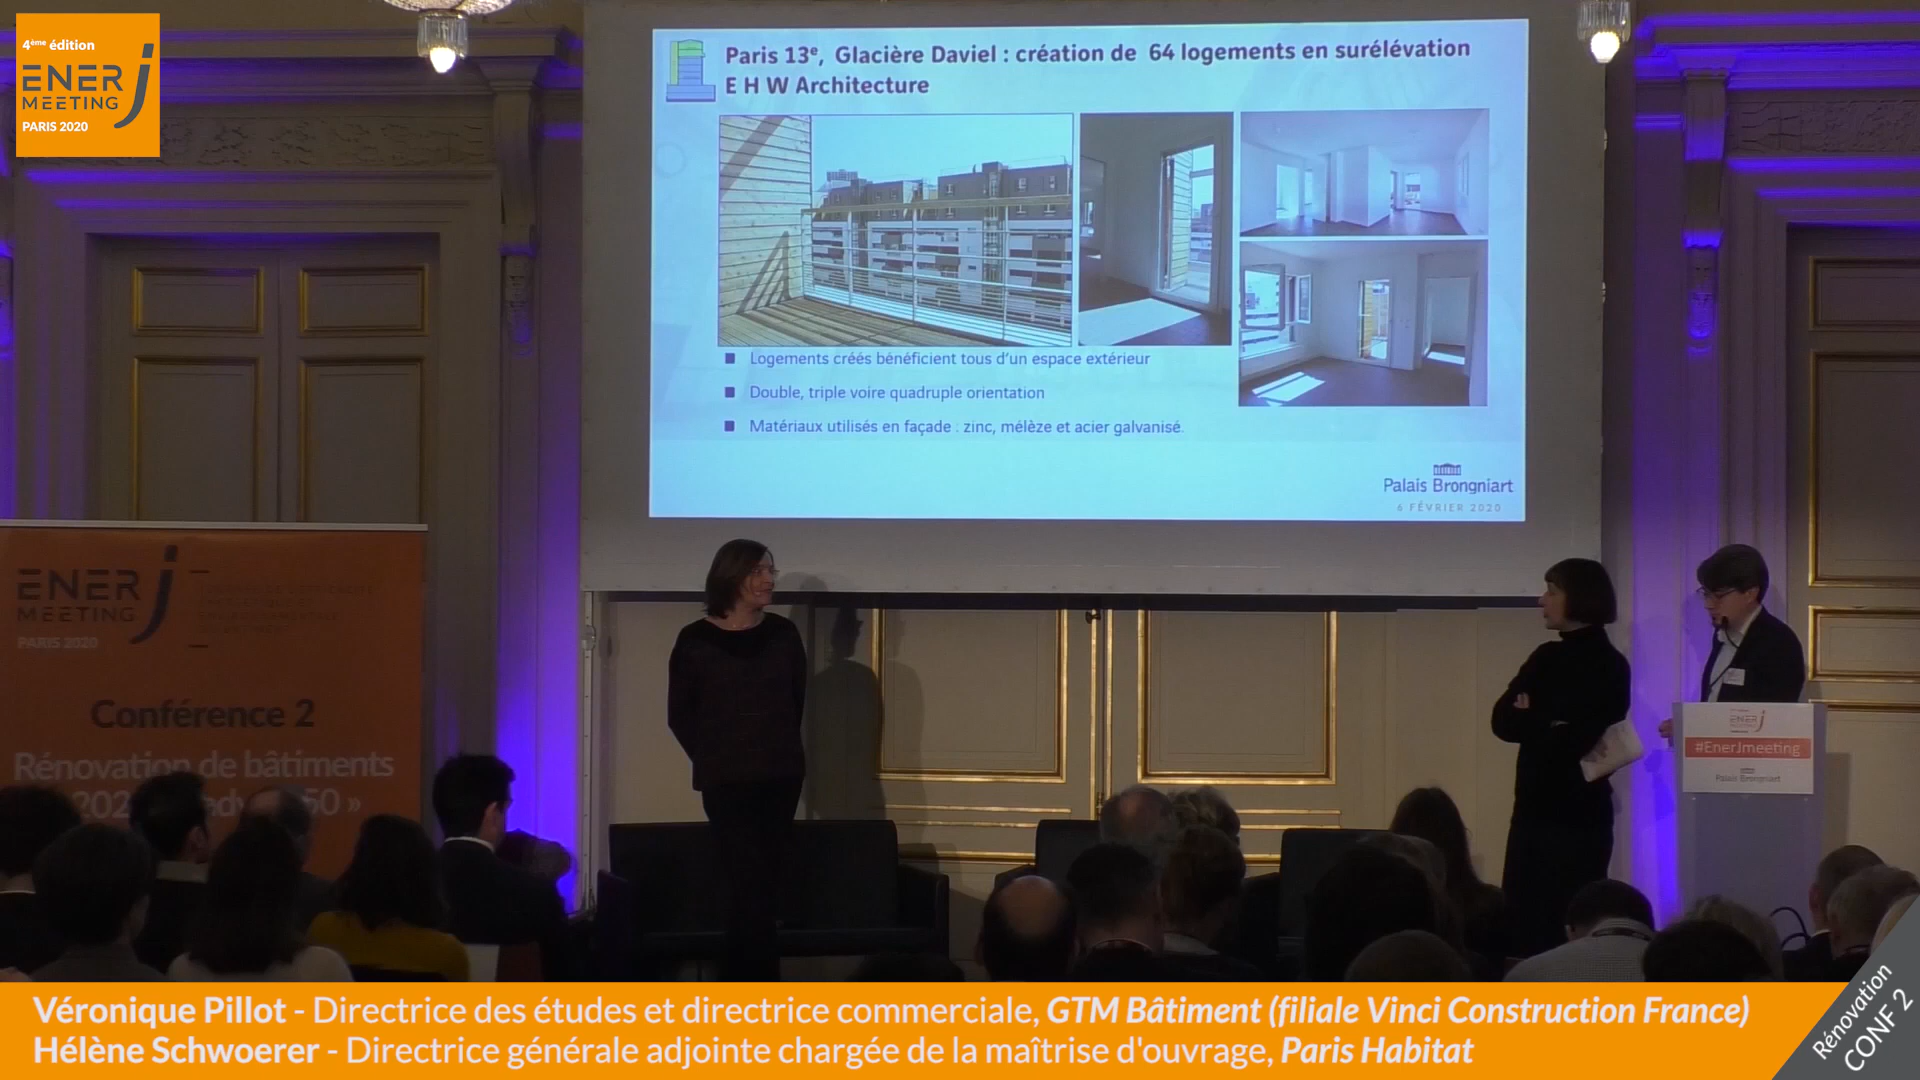 4ème édition
ENERJ
MEETING
PARIS 2020
Paris 13e, Glacière Daviel : création de 64 logements en surélévation
E H W Architecture
■ Logements créés bénéficient tous d'un espace extérieur
■ Double, triple voire quadruple orientation
■ Matériaux utilisés en façade : zinc, mélèze et acier galvanisé.
Palais Brongniart
6 FÉVRIER 2020
ENERJ
MEETING
PARIS 2020
Conférence 2
Rénovation de bâtiments
50 »
ENERJ
#EnerJmeeting
Palais Brongniart
Véronique Pillot - Directrice des études et directrice commerciale, GTM Bâtiment (filiale Vinci Construction France)
Hélène Schwoerer - Directrice générale adjointe chargée de la maîtrise d'ouvrage, Paris Habitat
Rénovation
CONF 2